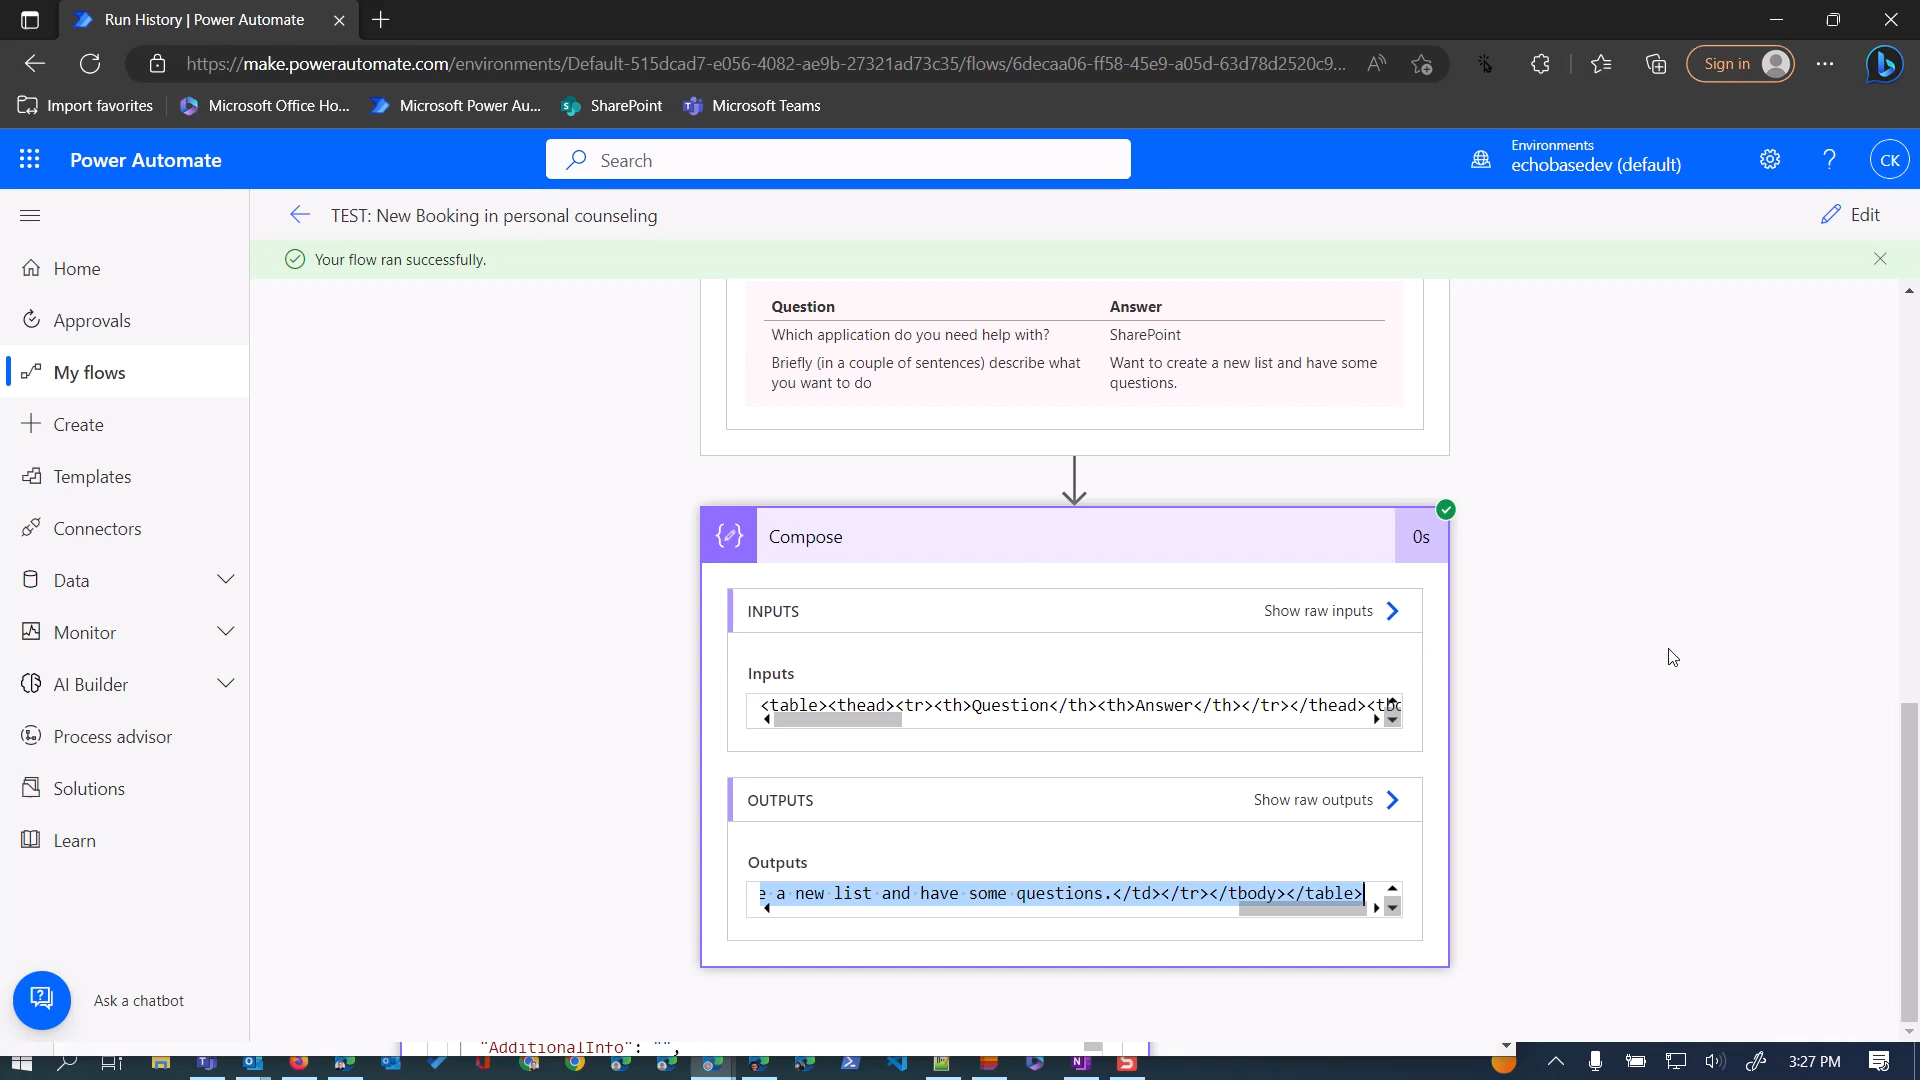 Run History | Power Automate
https://make.powerautomate.com/environments/Default-515dcad7-e056-4082-ae9b-27321ad73c35/flows/6decaa06-ff58-45e9-a05d-63d78d2520c9...
Sign in
Import favorites
Microsoft Office Ho...
Microsoft Power Au...
SharePoint
Microsoft Teams
Power Automate
Search
Environments
echobasedev (default)
CK
TEST: New Booking in personal counseling
Edit
Your flow ran successfully.
Home
Approvals
My flows
Create
Templates
Connectors
Data
Monitor
AI Builder
Process advisor
Solutions
Learn
Ask a chatbot
Question Answer
Which application do you need help with? SharePoint
Briefly (in a couple of sentences) describe what Want to create a new list and have some
you want to do questions.
Compose
0s
INPUTS
Show raw inputs
Inputs
<table><thead><tr><th>Question</th><th>Answer</th></tr></thead><tbo
OUTPUTS
Show raw outputs
Outputs
e a new list and have some questions.</td></tr></tbody></table>
"AdditionalInfo": "",
3:27 PM